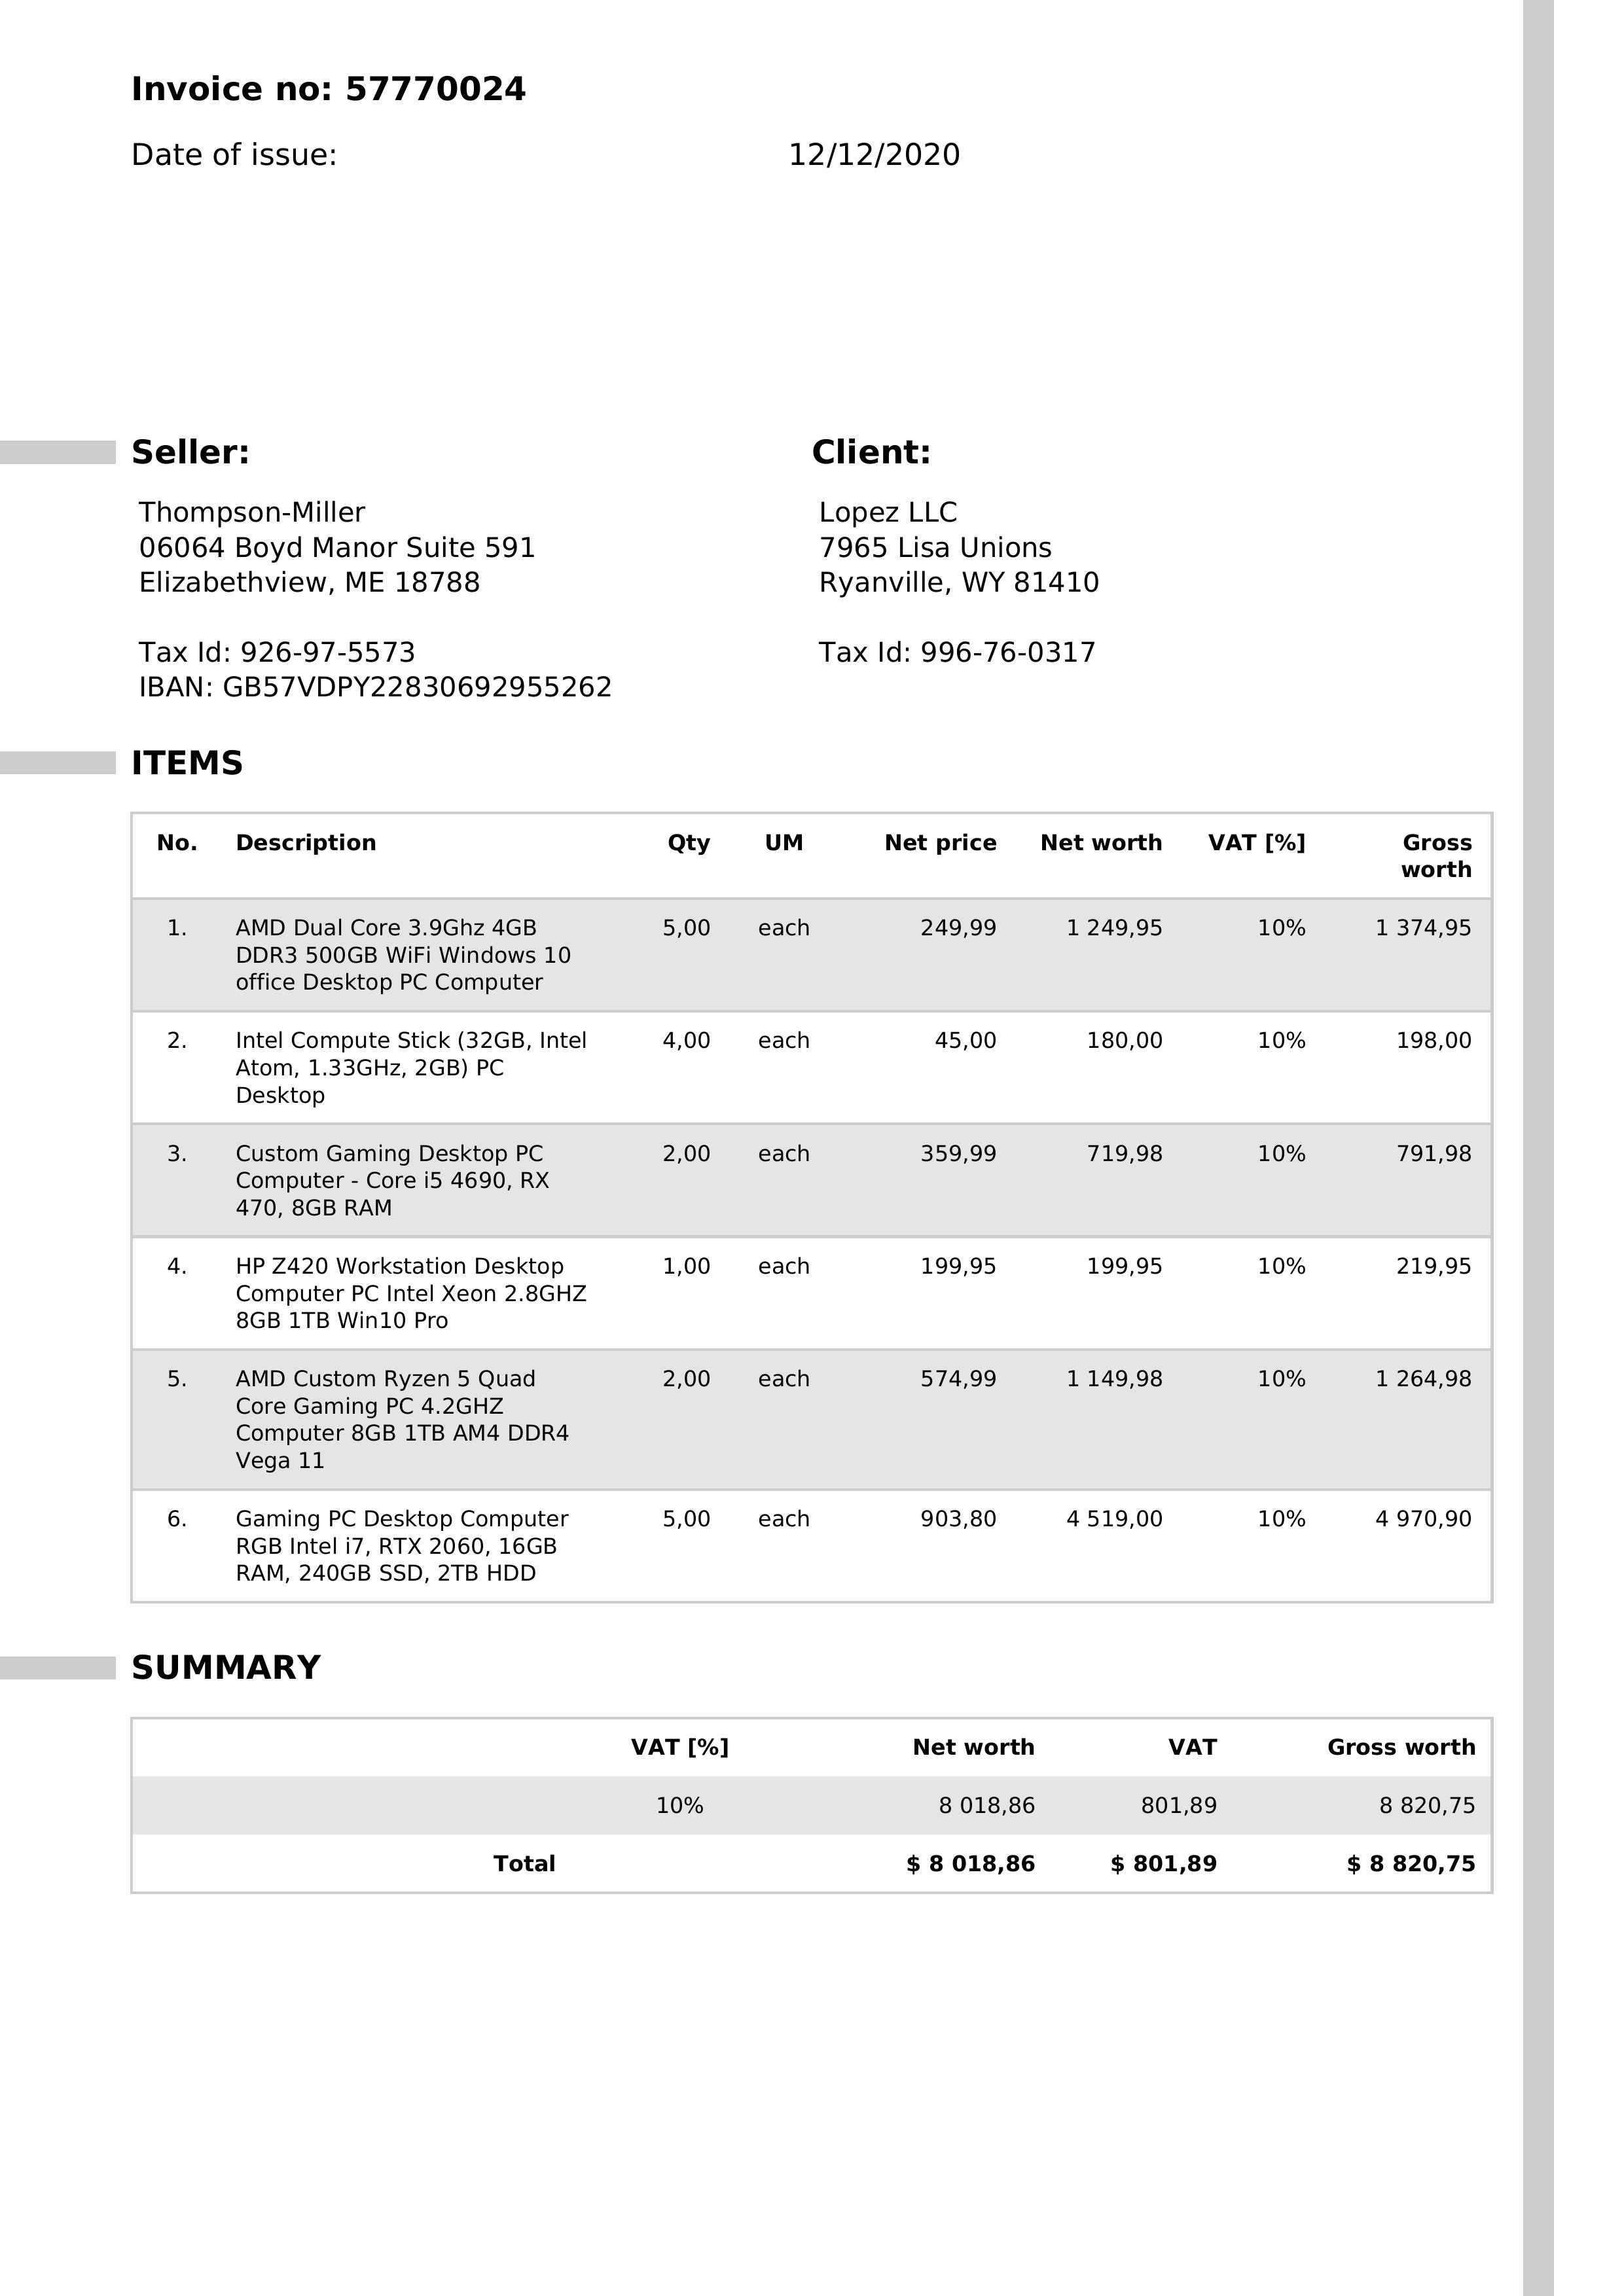 Invoice no: 57770024
Date of issue: 12/12/2020
Seller: Client:
Thompson-Miller Lopez LLC
06064 Boyd Manor Suite 591 7965 Lisa Unions
Elizabethview, ME 18788 Ryanville, WY 81410
Tax Id: 926-97-5573 Tax Id: 996-76-0317
IBAN: GB57VDPY22830692955262
ITEMS
No. Description Qty UM Net price Net worth VAT [%] Gross
worth
1. AMD Dual Core 3.9Ghz 4GB 5,00 each 249,99 1 249,95 10% 1 374,95
DDR3 500GB WiFi Windows 10
office Desktop PC Computer
2. Intel Compute Stick (32GB, Intel 4,00 each 45,00 180,00 10% 198,00
Atom, 1.33GHz, 2GB) PC
Desktop
3. Custom Gaming Desktop PC 2,00 each 359,99 719,98 10% 791,98
Computer - Core i5 4690, RX
470, 8GB RAM
4. HP Z420 Workstation Desktop 1,00 each 199,95 199,95 10% 219,95
Computer PC Intel Xeon 2.8GHZ
8GB 1TB Win10 Pro
5. AMD Custom Ryzen 5 Quad 2,00 each 574,99 1 149,98 10% 1 264,98
Core Gaming PC 4.2GHZ
Computer 8GB 1TB AM4 DDR4
Vega 11
6. Gaming PC Desktop Computer 5,00 each 903,80 4 519,00 10% 4 970,90
RGB Intel i7, RTX 2060, 16GB
RAM, 240GB SSD, 2TB HDD
SUMMARY
VAT [%] Net worth VAT Gross worth
10% 8 018,86 801,89 8 820,75
Total $ 8 018,86 $ 801,89 $ 8 820,75